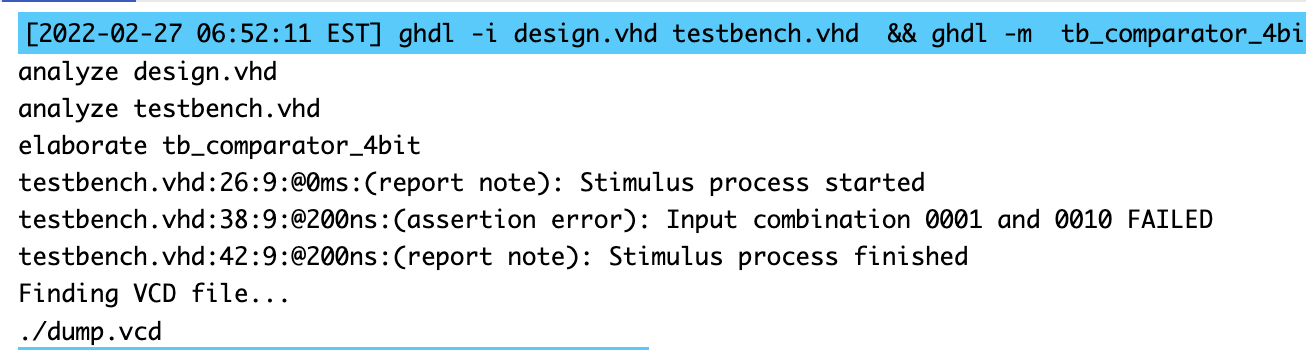 [2022-02-27 06:52:11 EST] ghdl -i design.vhd testbench.vhd  && ghdl -m  tb_comparator_4bi
analyze design.vhd
analyze testbench.vhd
elaborate tb_comparator_4bit
testbench.vhd:26:9:@0ms:(report note): Stimulus process started
testbench.vhd:38:9:@200ns:(assertion error): Input combination 0001 and 0010 FAILED
testbench.vhd:42:9:@200ns:(report note): Stimulus process finished
Finding VCD file...
./dump.vcd